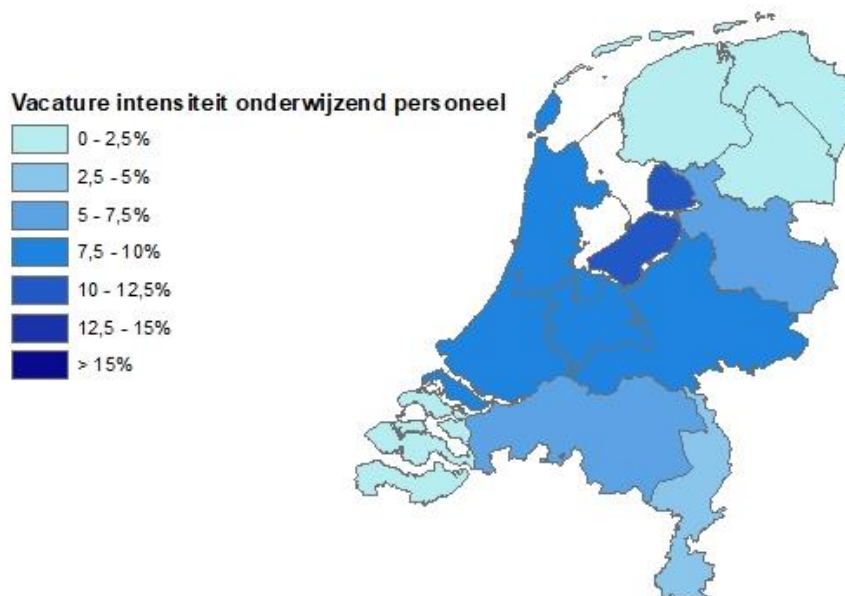 Vacature intensiteit onderwijzend personeel
0 - 2,5%
2,5 - 5%
5 - 7,5%
7,5 - 10%
10 - 12,5%
12,5 - 15%
> 15%